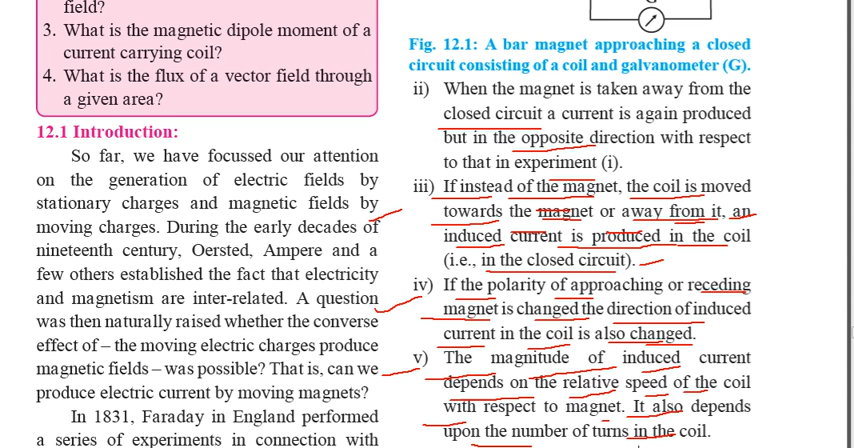 field?
3. What is the magnetic dipole moment of a
current carrying coil?
4. What is the flux of a vector field through
a given area?
12.1 Introduction:
So far, we have focussed our attention
on the generation of electric fields by
stationary charges and magnetic fields by
moving charges. During the early decades of
nineteenth century, Oersted, Ampere and a
few others established the fact that electricity
and magnetism are inter-related. A question
was then naturally raised whether the converse
effect of – the moving electric charges produce
magnetic fields – was possible? That is, can we
produce electric current by moving magnets?
In 1831, Faraday in England performed
a series of experiments in connection with
Fig. 12.1: A bar magnet approaching a closed
circuit consisting of a coil and galvanometer (G).
ii) When the magnet is taken away from the
closed circuit a current is again produced
but in the opposite direction with respect
to that in experiment (i).
iii) If instead of the magnet, the coil is moved
towards the magnet or away from it, an
induced current is produced in the coil
(i.e., in the closed circuit).
iv) If the polarity of approaching or receding
magnet is changed the direction of induced
current in the coil is also changed.
v) The magnitude of induced current
depends on the relative speed of the coil
with respect to magnet. It also depends
upon the number of turns in the coil.